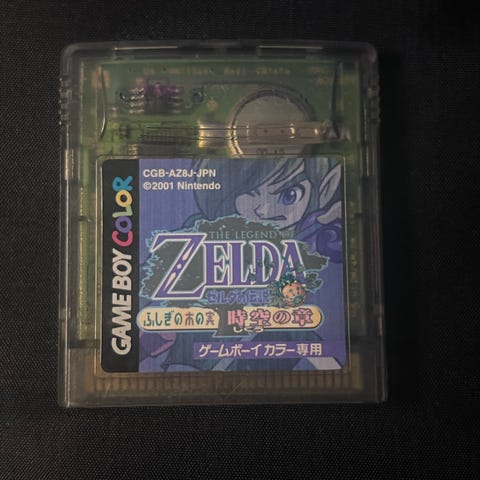 CGB-AZ8J-JPN
©2001 Nintendo
GAME BOY COLOR
THE LEGEND OF
ZELDA
ゼルダの伝説
ふしぎの木の実 時空の章
ゲームボーイ カラー専用